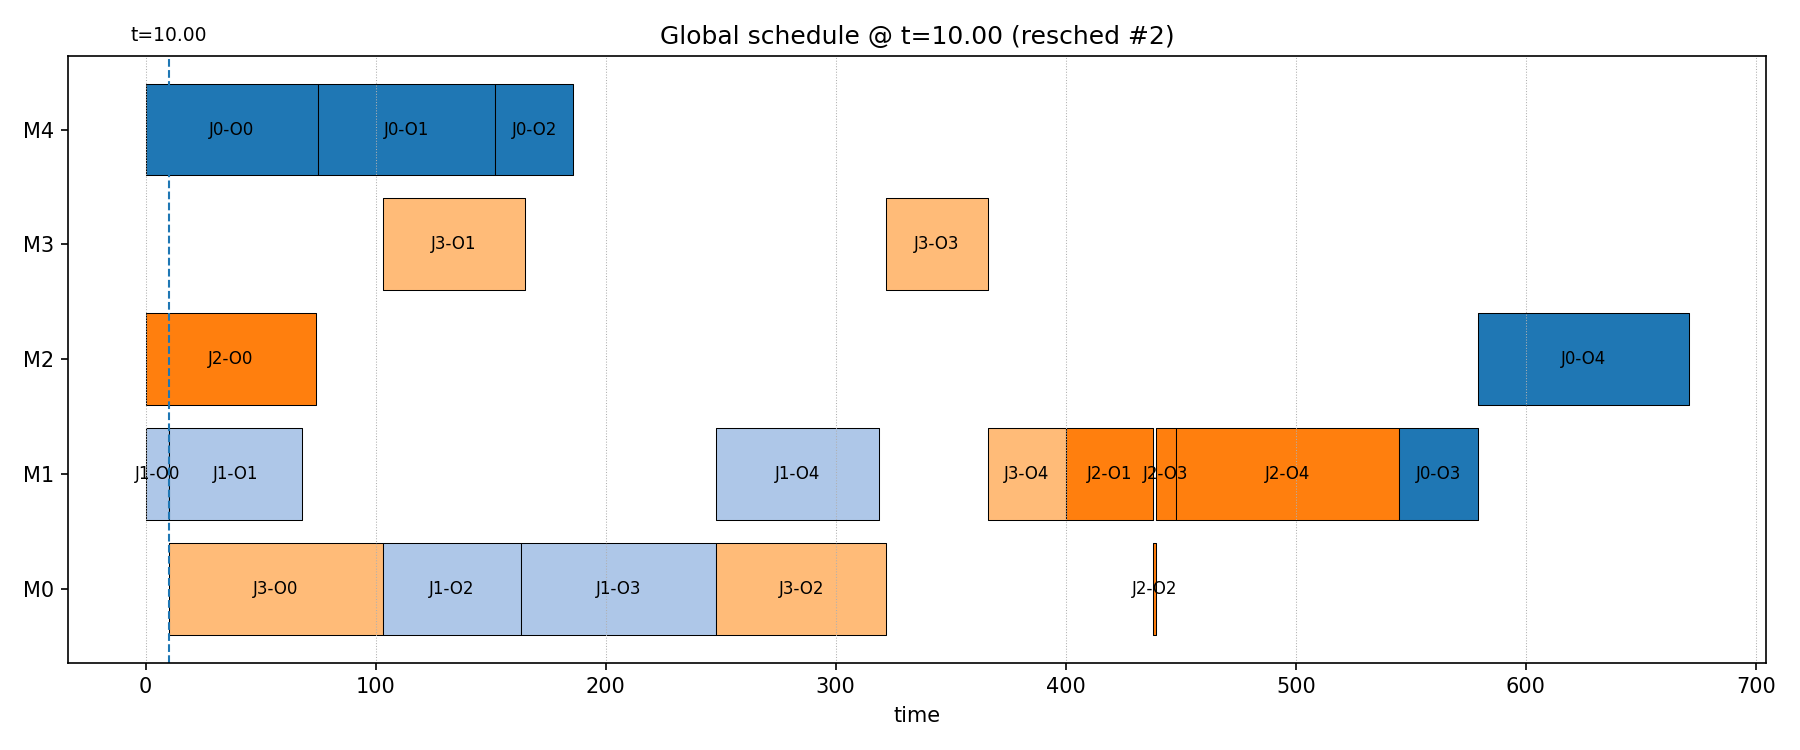 t=10.00
Global schedule @ t=10.00 (resched #2)
M4
J0-O0
J0-O1
J0-O2
M3
J3-O1
J3-O3
M2
J2-O0
J0-O4
M1
J1-O0
J1-O1
J1-O4
J3-O4
J2-O1
J2-O3
J2-O4
J0-O3
M0
J3-O0
J1-O2
J1-O3
J3-O2
J2-O2
0 100 200 300 400 500 600 700
time